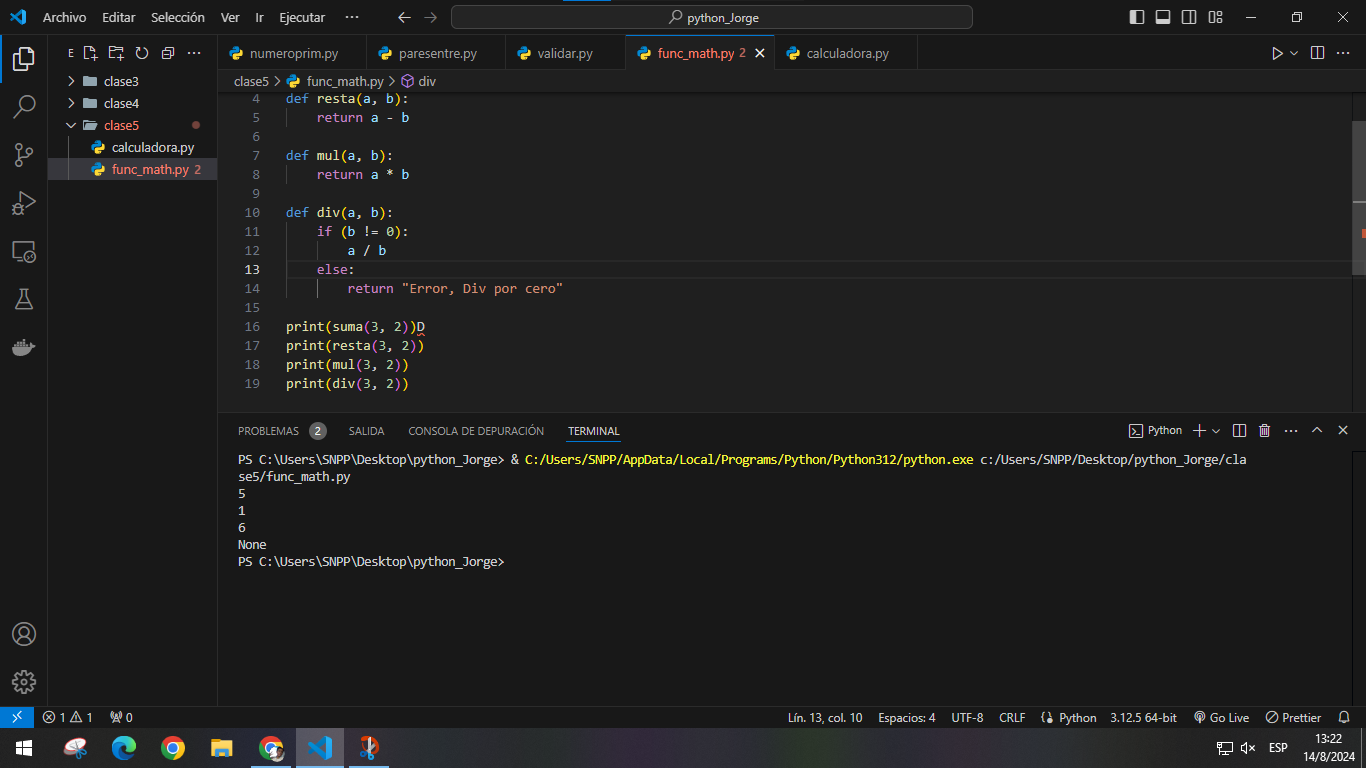 Archivo Editar Selección Ver Ir Ejecutar ··· python_Jorge
E numeroprim.py paresentre.py validar.py func_math.py 2 calculadora.py
clase5 > func_math.py > div
clase3
clase4
clase5
calculadora.py
func_math.py 2
4 def resta(a, b):
5 return a - b
6
7 def mul(a, b):
8 return a * b
9
10 def div(a, b):
11 if (b != 0):
12 a / b
13 else:
14 return "Error, Div por cero"
15
16 print(suma(3, 2))D
17 print(resta(3, 2))
18 print(mul(3, 2))
19 print(div(3, 2))
PROBLEMAS 2 SALIDA CONSOLA DE DEPURACIÓN TERMINAL Python
PS C:\Users\SNPP\Desktop\python_Jorge> & C:/Users/SNPP/AppData/Local/Programs/Python/Python312/python.exe c:/Users/SNPP/Desktop/python_Jorge/cla
se5/func_math.py
5
1
6
None
PS C:\Users\SNPP\Desktop\python_Jorge>
1 1 0 Lín. 13, col. 10 Espacios: 4 UTF-8 CRLF Python 3.12.5 64-bit Go Live Prettier
ESP 13:22
14/8/2024